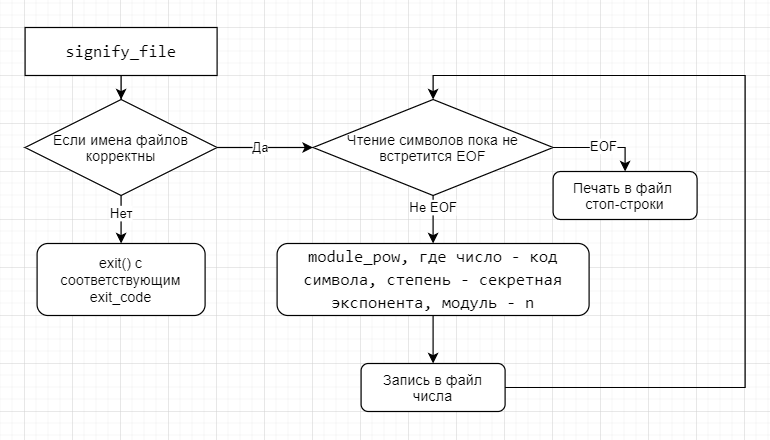 signify_file
Если имена файлов
корректны
Да
Чтение символов пока не
встретится EOF
EOF
Печать в файл
стоп-строки
Нет
Не EOF
exit() с
соответствующим
exit_code
module_pow, где число - код
символа, степень - секретная
экспонента, модуль - n
Запись в файл
числа